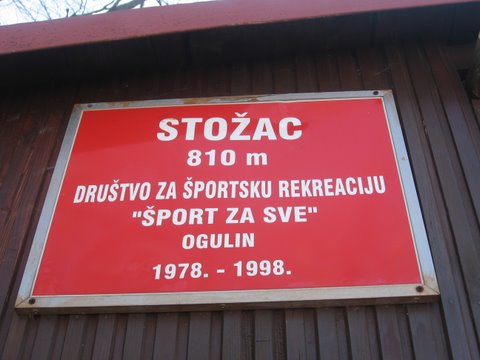 STOŽAC
810 m
DRUŠTVO ZA ŠPORTSKU REKREACIJU
"ŠPORT ZA SVE"
OGULIN
1978. - 1998.